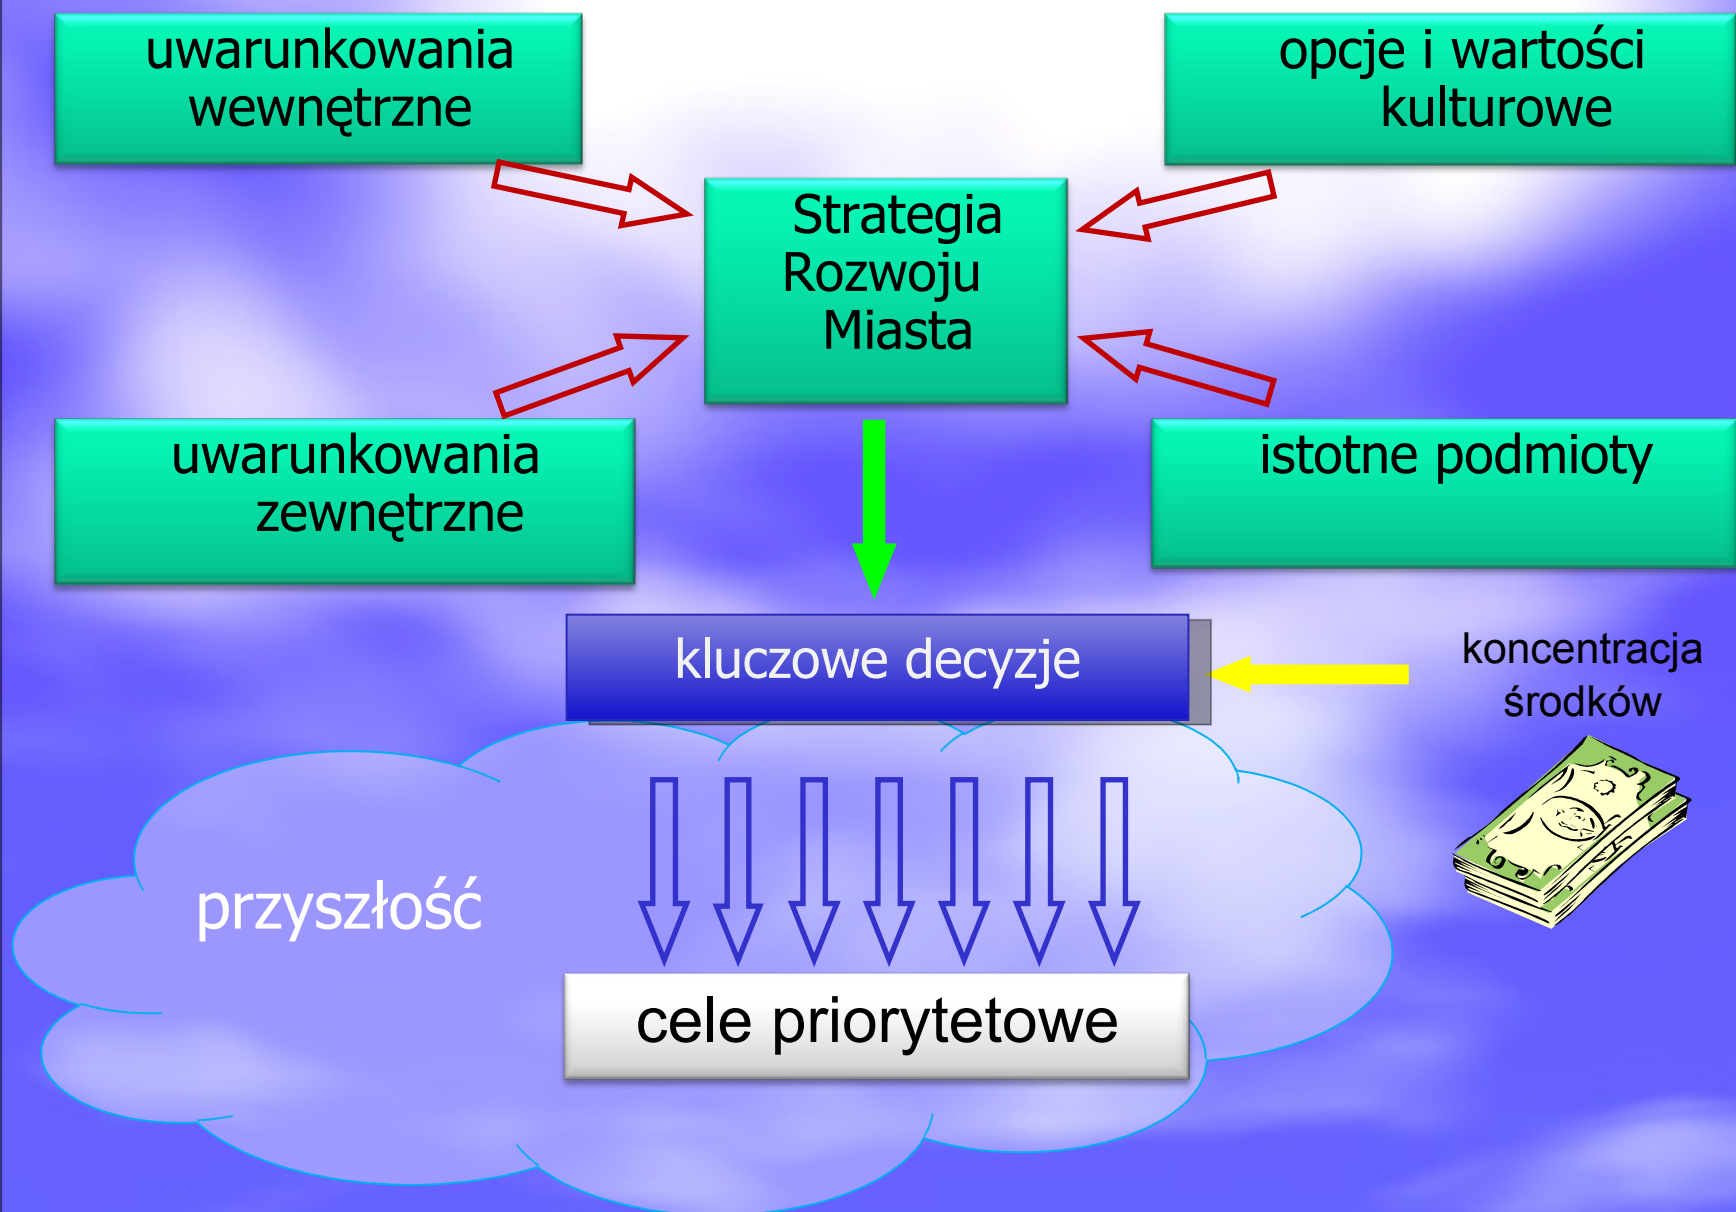 uwarunkowania
wewnętrzne
opcje i wartości
kulturowe
Strategia
Rozwoju
Miasta
uwarunkowania
zewnętrzne
istotne podmioty
kluczowe decyzje
koncentracja
środków
przyszłość
cele priorytetowe